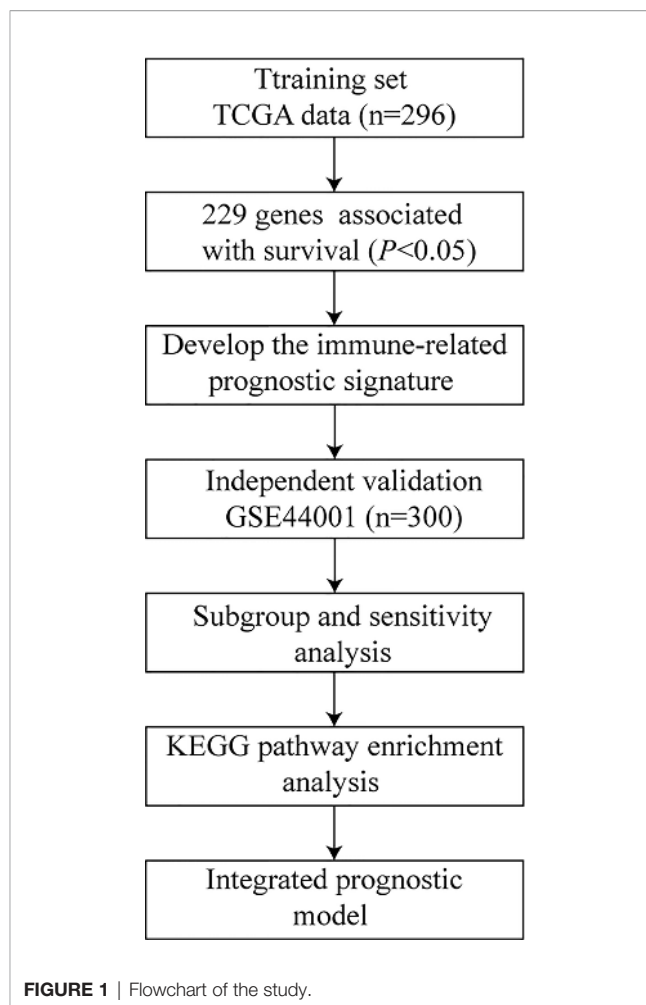 Ttraining set
TCGA data (n=296)
229 genes associated
with survival (P<0.05)
Develop the immune-related
prognostic signature
Independent validation
GSE44001 (n=300)
Subgroup and sensitivity
analysis
KEGG pathway enrichment
analysis
Integrated prognostic
model
FIGURE 1 | Flowchart of the study.